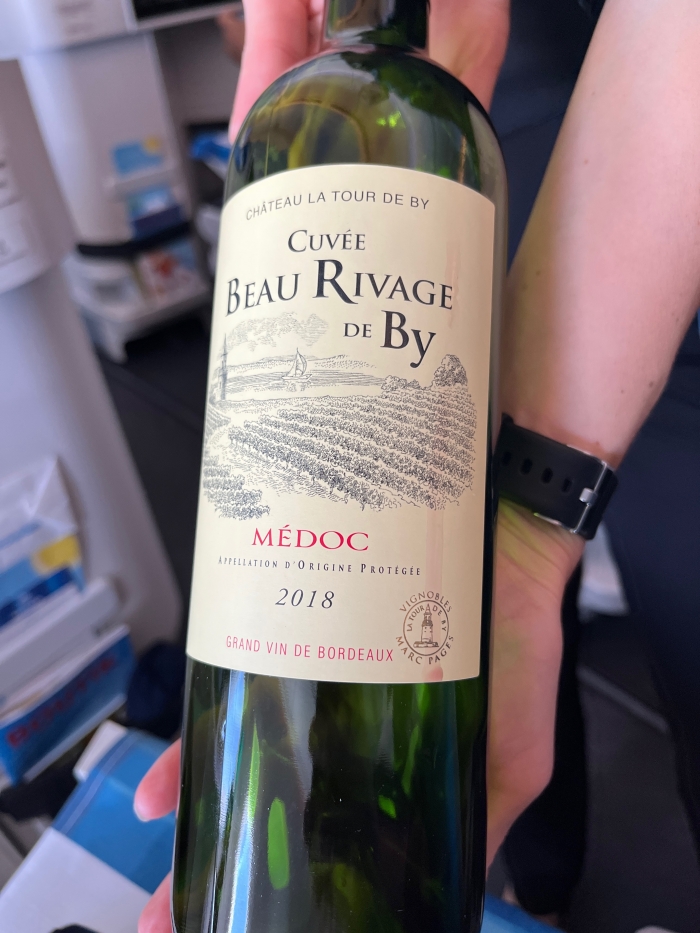 CHÂTEAU LA TOUR DE BY
CUVÉE
BEAU RIVAGE
DE BY
MÉDOC
APPELLATION D'ORIGINE PROTÉGÉE
2018
GRAND VIN DE BORDEAUX
VIGNOBLES
LA TOUR DE BY
MARC PAGÈS